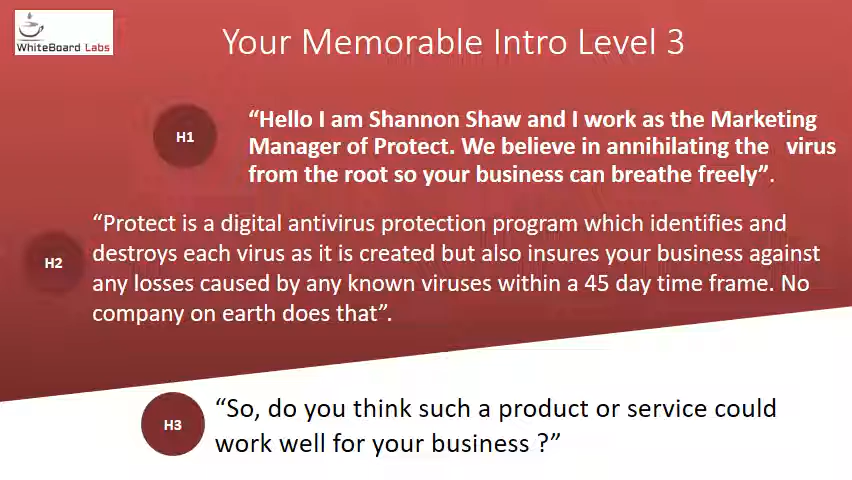 WhiteBoard Labs
Your Memorable Intro Level 3
H1
“Hello I am Shannon Shaw and I work as the Marketing
Manager of Protect. We believe in annihilating the virus
from the root so your business can breathe freely”.
H2
“Protect is a digital antivirus protection program which identifies and
destroys each virus as it is created but also insures your business against
any losses caused by any known viruses within a 45 day time frame. No
company on earth does that”.
H3
“So, do you think such a product or service could
work well for your business ?”